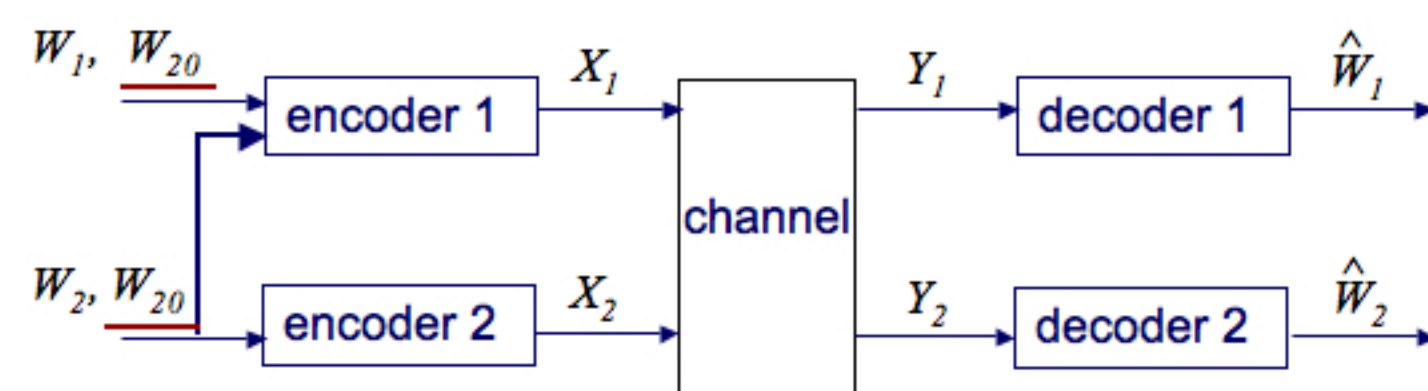 W₁, W₂₀ X₁ Y₁ Ŵ₁
encoder 1 decoder 1
channel
W₂, W₂₀ X₂ Y₂ Ŵ₂
encoder 2 decoder 2